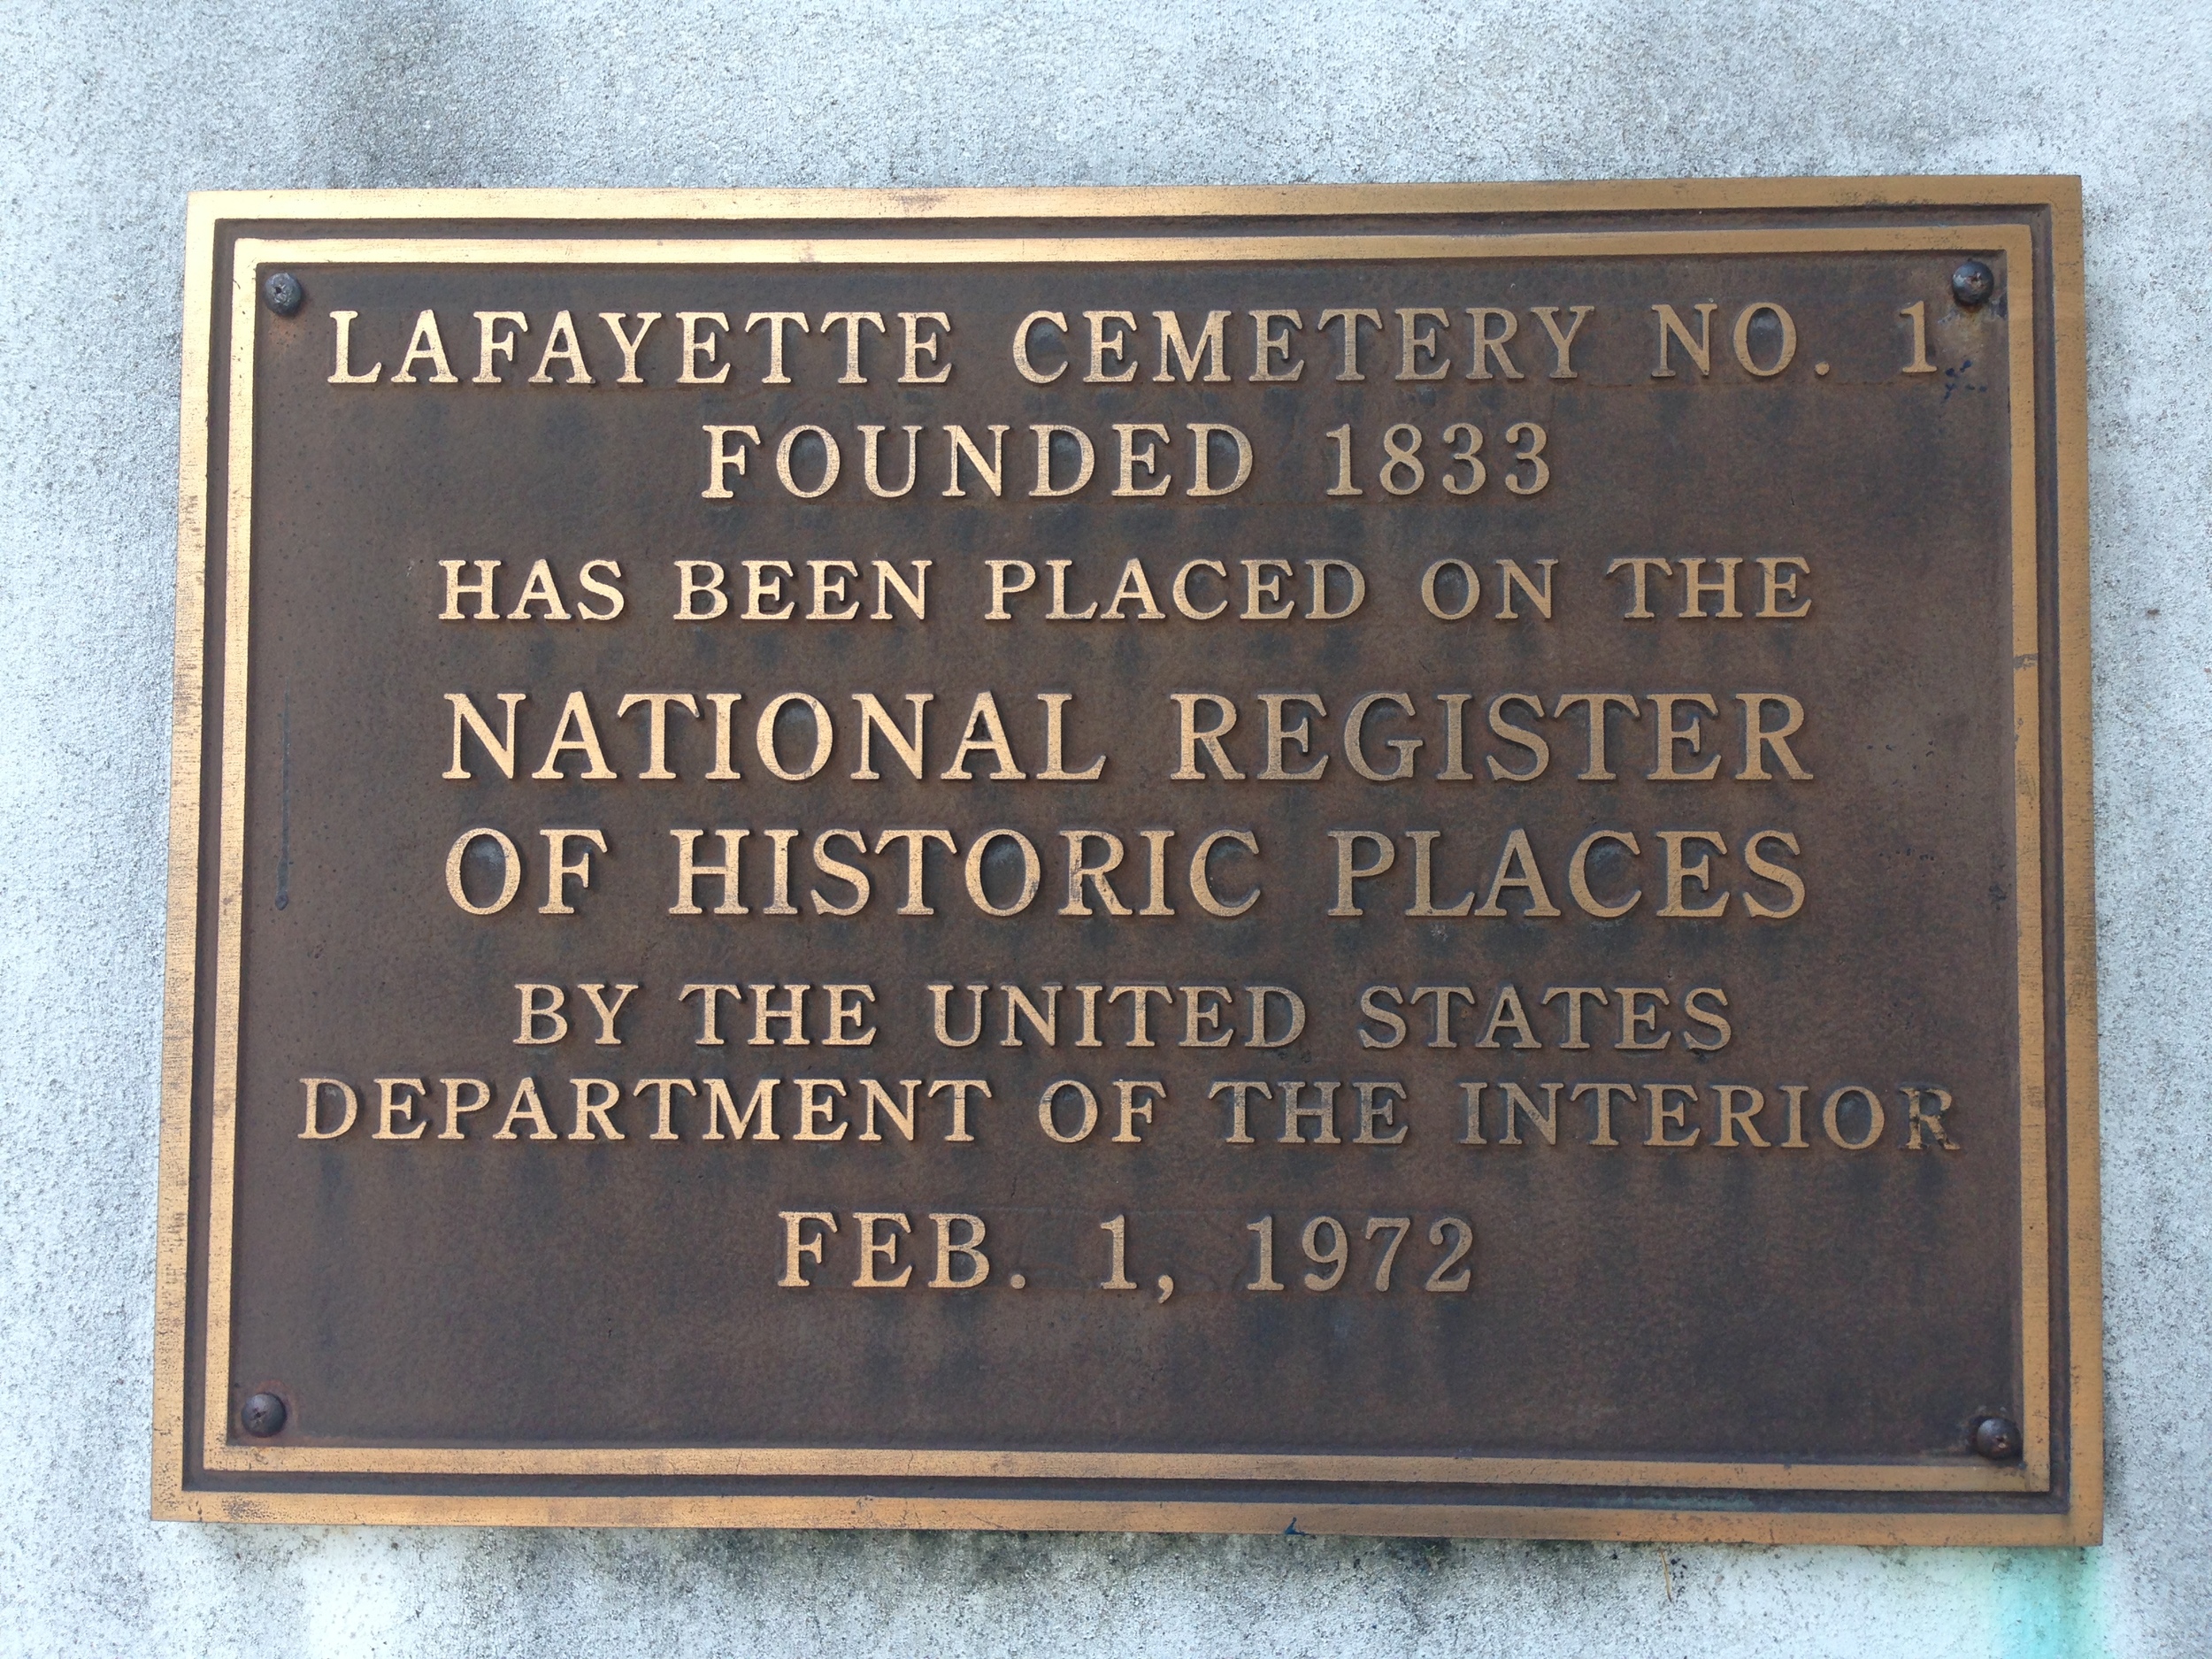 LAFAYETTE CEMETERY NO. 1
FOUNDED 1833
HAS BEEN PLACED ON THE
NATIONAL REGISTER
OF HISTORIC PLACES
BY THE UNITED STATES
DEPARTMENT OF THE INTERIOR
FEB. 1, 1972